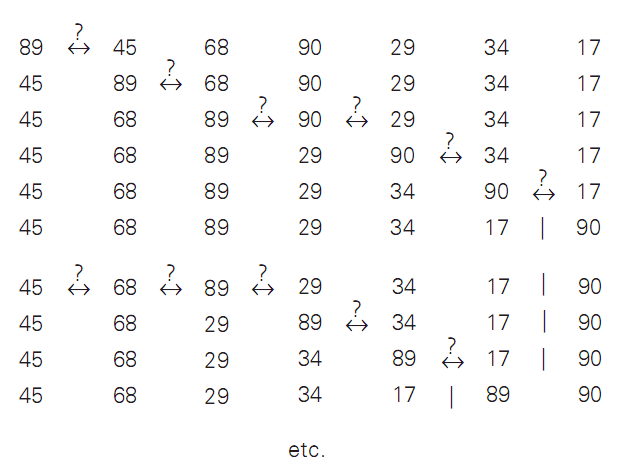 89 ?↔ 45 68 90 29 34 17
45 89 ?↔ 68 90 29 34 17
45 68 89 ?↔ 90 ?↔ 29 34 17
45 68 89 29 90 ?↔ 34 17
45 68 89 29 34 90 ?↔ 17
45 68 89 29 34 17 | 90
45 ?↔ 68 ?↔ 89 ?↔ 29 34 17 | 90
45 68 29 89 ?↔ 34 17 | 90
45 68 29 34 89 ?↔ 17 | 90
45 68 29 34 17 | 89 90
etc.